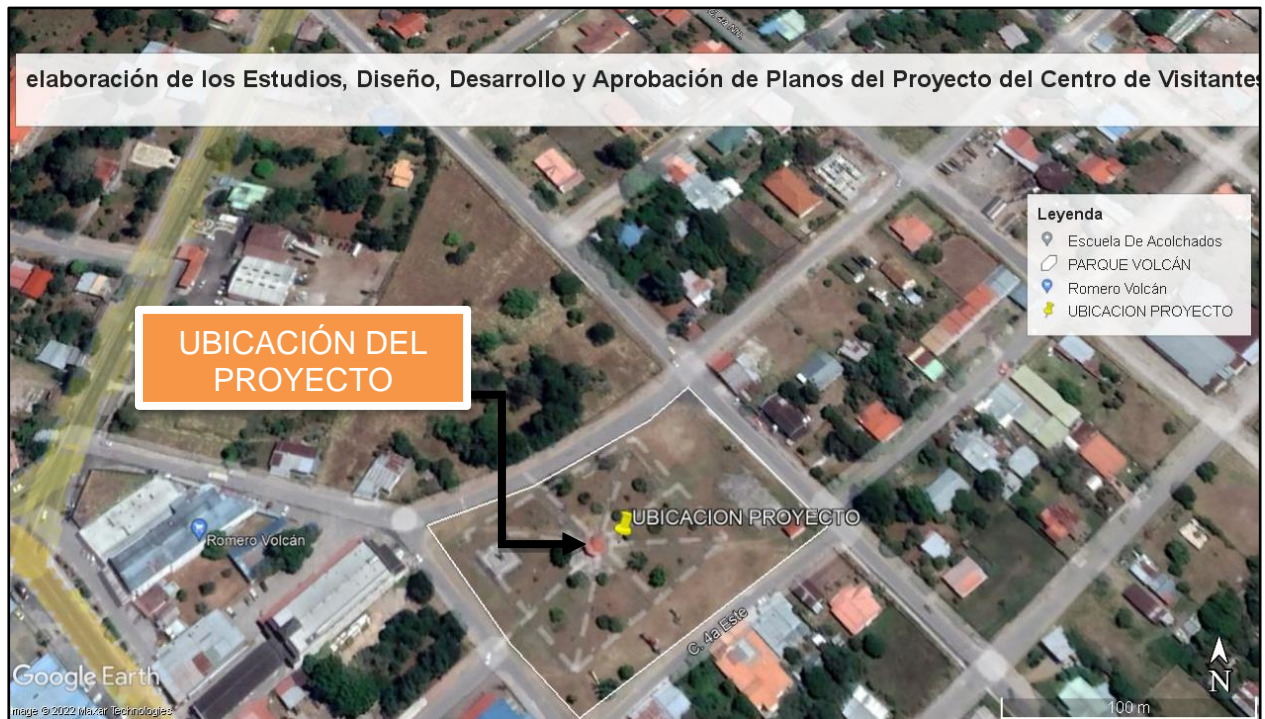 elaboración de los Estudios, Diseño, Desarrollo y Aprobación de Planos del Proyecto del Centro de Visitantes
Leyenda
Escuela De Acolchados
PARQUE VOLCÁN
Romero Volcán
UBICACION PROYECTO
UBICACIÓN DEL
PROYECTO
UBICACION PROYECTO
Romero Volcán
C. 4a Este
Google Earth
Image © 2022 Maxar Technologies
N
100 m